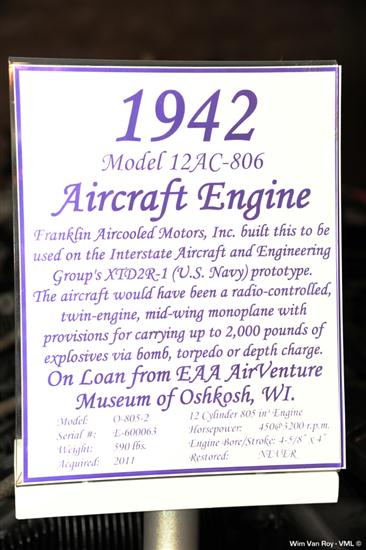 1942
Model 12AC-806
Aircraft Engine
Franklin Aircooled Motors, Inc. built this to be
used on the Interstate Aircraft and Engineering
Group's XTD2R-1 (U.S. Navy) prototype.
The aircraft would have been a radio-controlled,
twin-engine, mid-wing monoplane with
provisions for carrying up to 2,000 pounds of
explosives via bomb, torpedo or depth charge.
On Loan from EAA AirVenture
Museum of Oshkosh, WI.
Model: O-805-2 12 Cylinder 805 in³ Engine
Serial #: E-600063 Horsepower: 450@3200 r.p.m.
Weight: 590 lbs. Engine Bore/Stroke: 4-5/8" x 4"
Acquired: 2011 Restored: NEVER
Wim Van Roy - VML ©